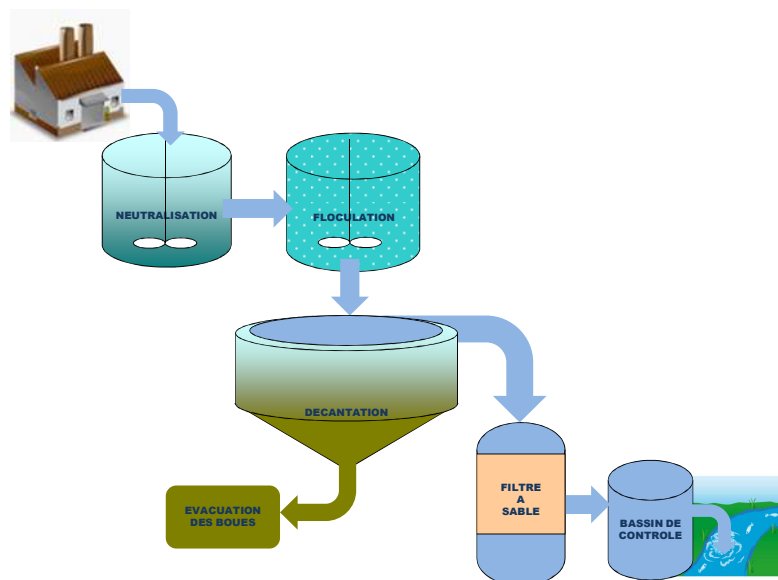 NEUTRALISATION
FLOCULATION
DECANTATION
EVACUATION
DES BOUES
FILTRE
A
SABLE
BASSIN DE
CONTROLE